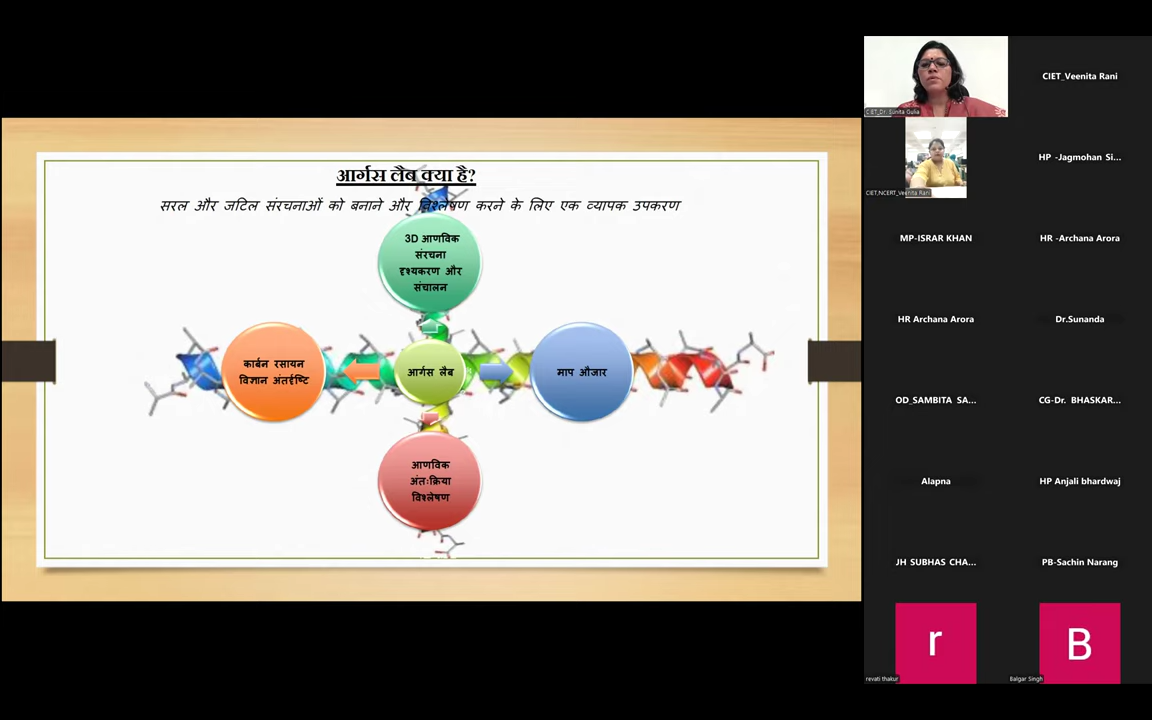 आर्गस लैब क्या है?
सरल और जटिल संरचनाओं को बनाने और विश्लेषण करने के लिए एक व्यापक उपकरण
3D आणविक
संरचना
दृश्यकरण और
संचालन
कार्बन रसायन
विज्ञान अंतर्दृष्टि
आर्गस लैब
माप औजार
आणविक
अंतःक्रिया
विश्लेषण
CIET_Dr. Sunita Gulia
CIET_Veenita Rani
CIET,NCERT_Veenita Rani
HP -Jagmohan Si...
MP-ISRAR KHAN
HR -Archana Arora
HR Archana Arora
Dr.Sunanda
OD_SAMBITA SA...
CG-Dr. BHASKAR...
Alapna
HP Anjali bhardwaj
JH SUBHAS CHA...
PB-Sachin Narang
r
revati thakur
B
Balgar Singh